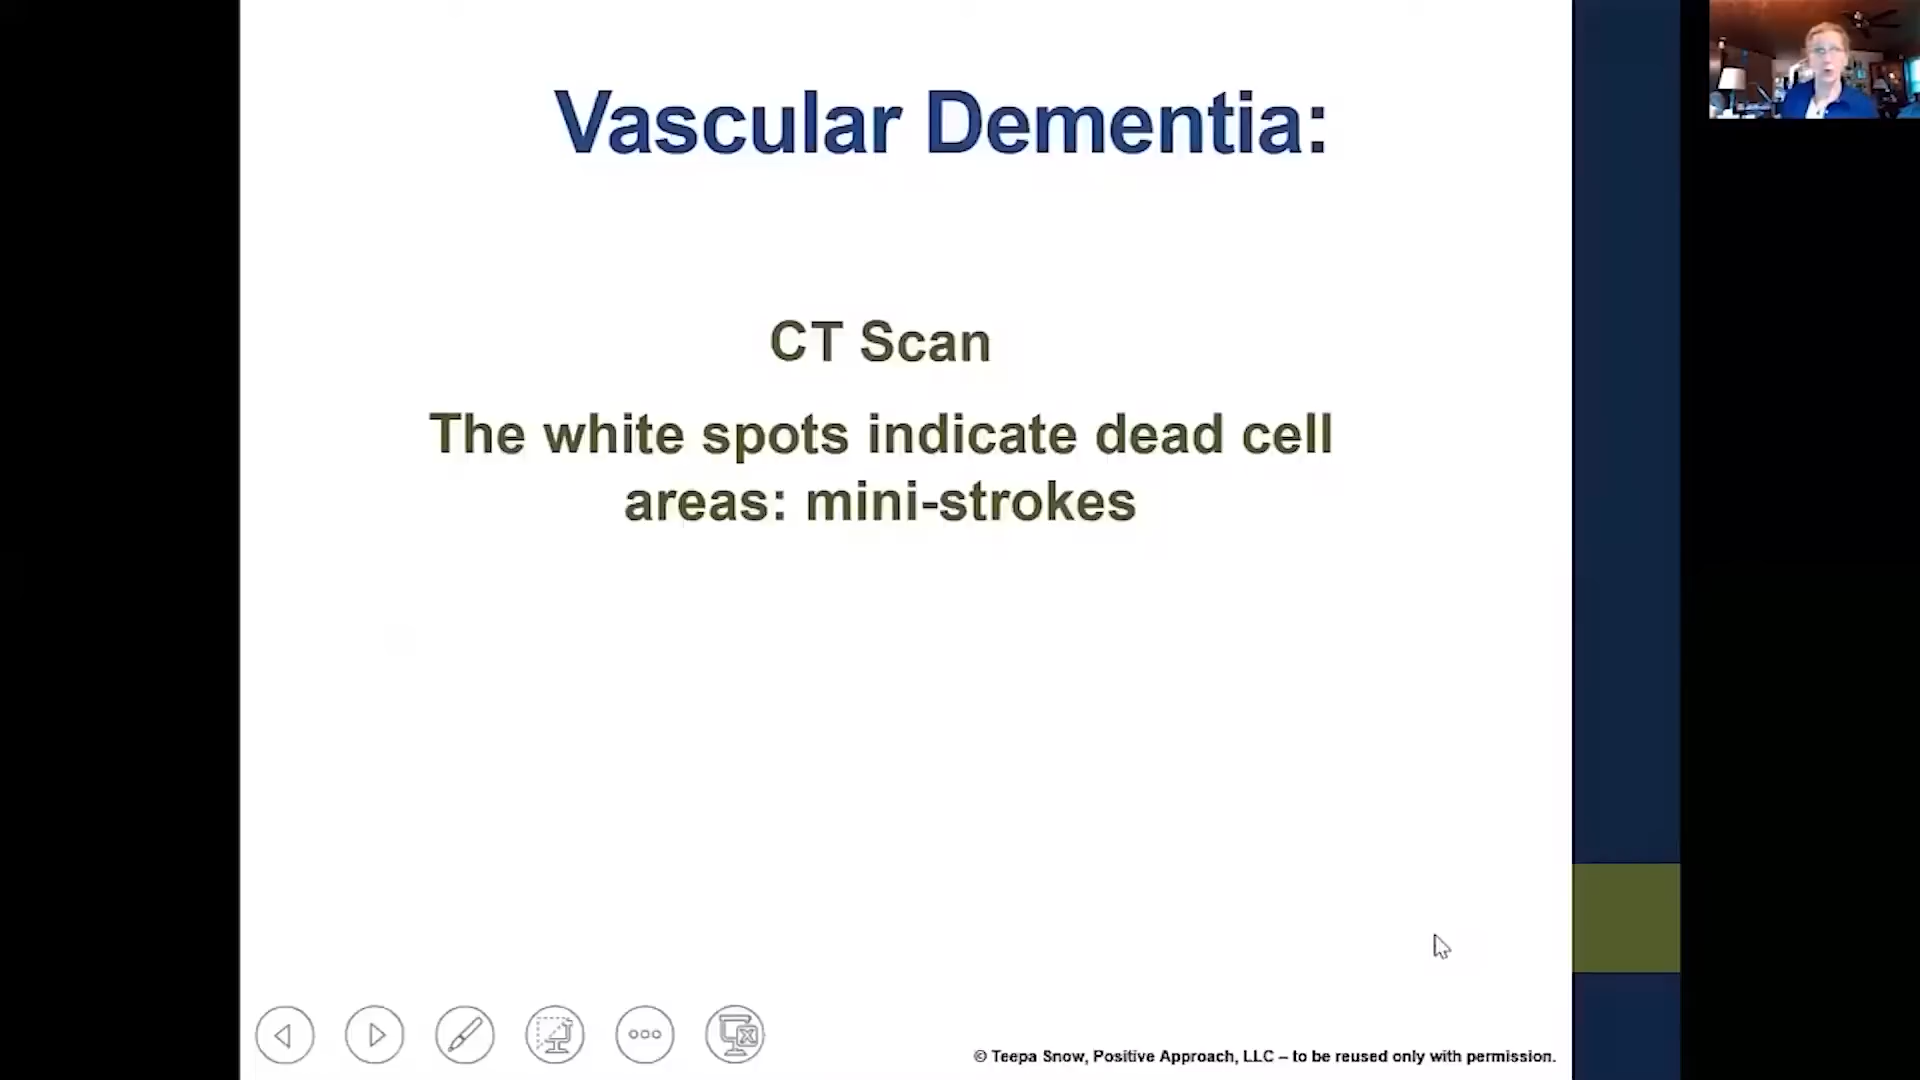 Vascular Dementia:
CT Scan
The white spots indicate dead cell
areas: mini-strokes
© Teepa Snow, Positive Approach, LLC – to be reused only with permission.